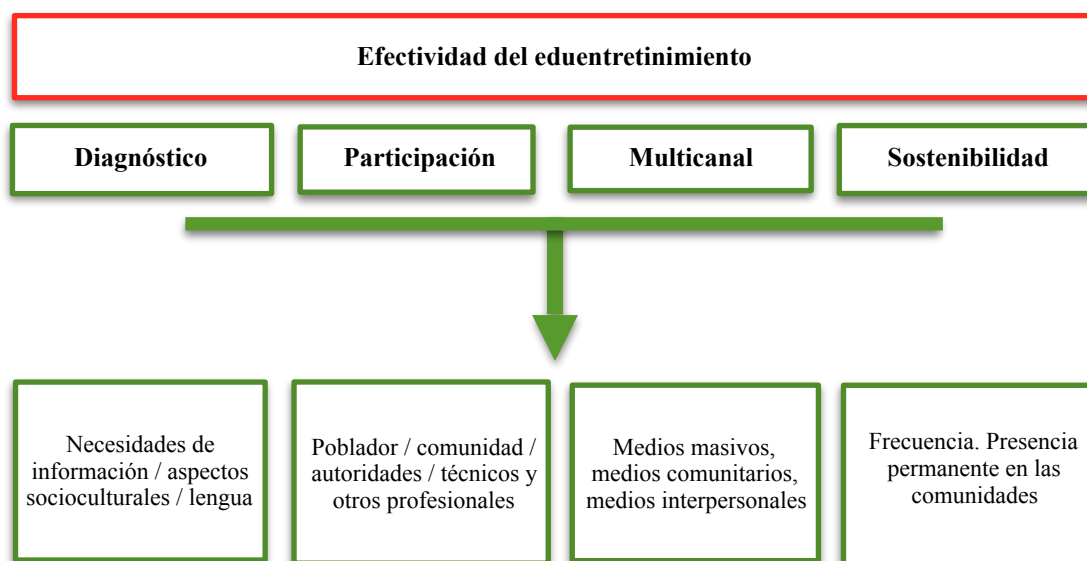 Efectividad del eduentretinimiento
Diagnóstico
Participación
Multicanal
Sostenibilidad
Necesidades de
información / aspectos
socioculturales / lengua
Poblador / comunidad /
autoridades / técnicos y
otros profesionales
Medios masivos,
medios comunitarios,
medios interpersonales
Frecuencia. Presencia
permanente en las
comunidades